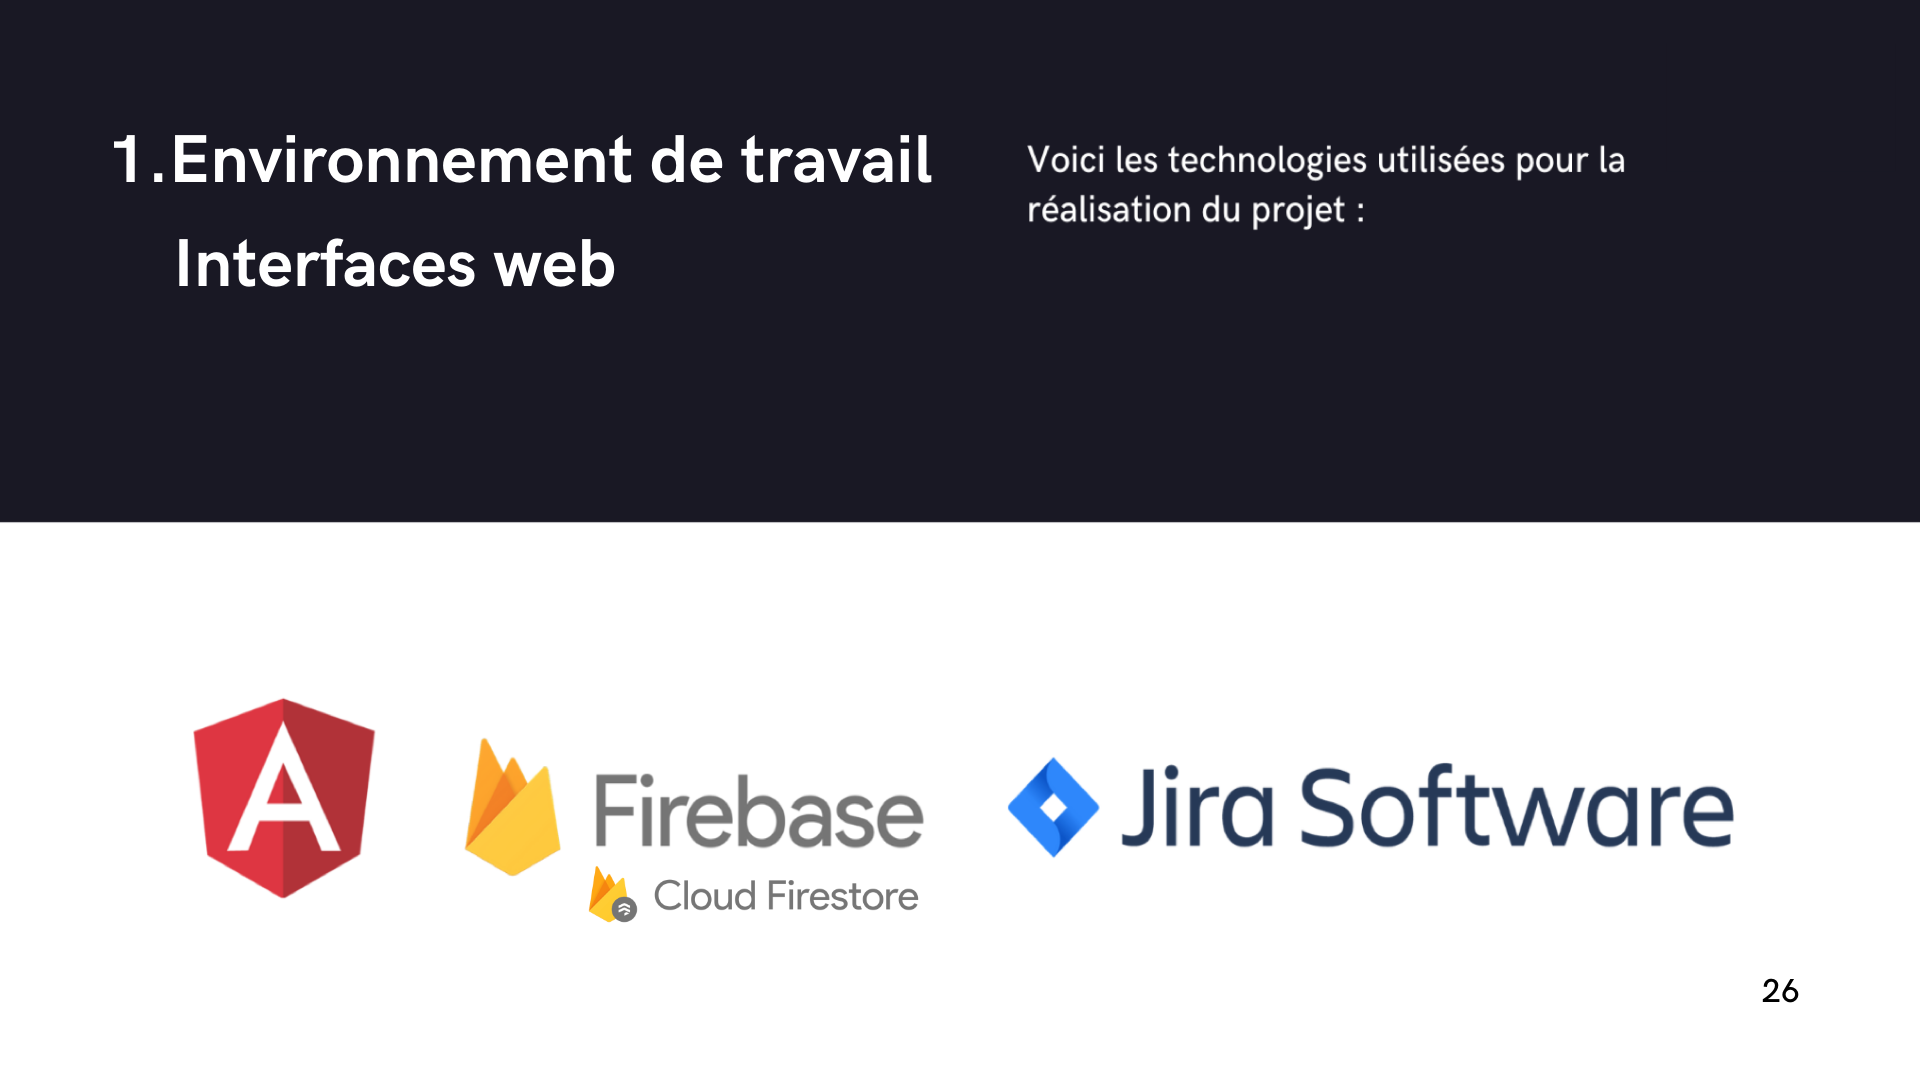 1.Environnement de travail
Interfaces web
Voici les technologies utilisées pour la
réalisation du projet :
A
Firebase
Cloud Firestore
Jira Software
26